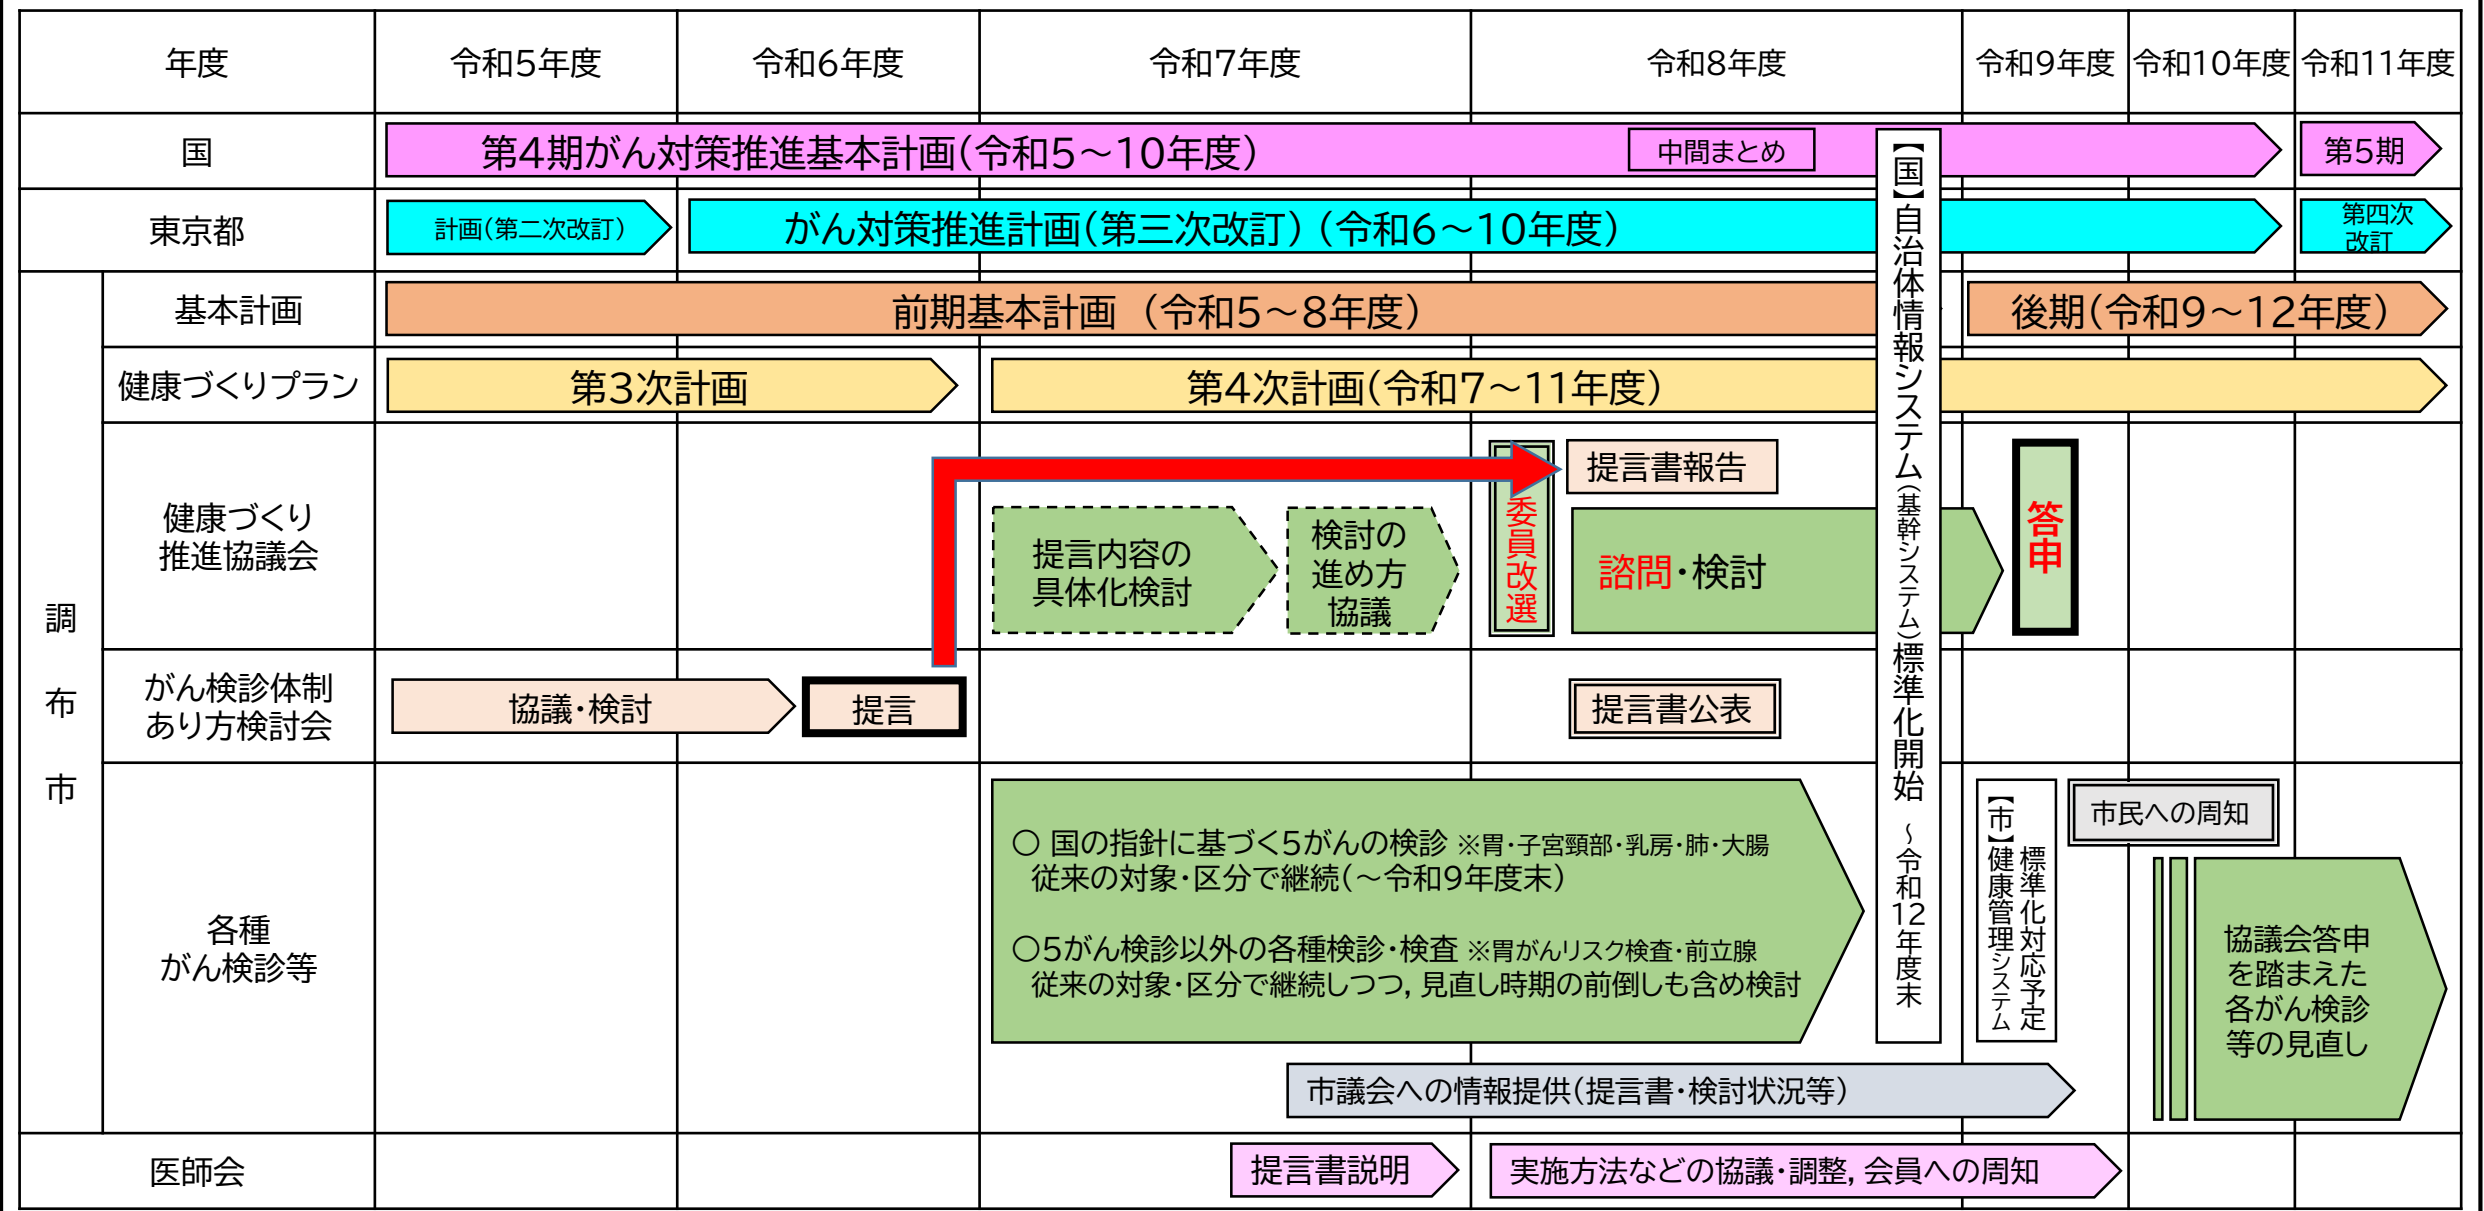 年度
令和5年度
令和6年度
令和7年度
令和8年度
令和9年度
令和10年度
令和11年度
国
第4期がん対策推進基本計画(令和5～10年度)
中間まとめ
第5期
東京都
計画(第二次改訂)
がん対策推進計画(第三次改訂)(令和6～10年度)
第四次
改訂
調布市
基本計画
前期基本計画 (令和5～8年度)
後期(令和9～12年度)
健康づくりプラン
第3次計画
第4次計画(令和7～11年度)
【国】自治体情報システム(基幹システム)標準化開始 ～令和12年度末
健康づくり
推進協議会
提言内容の
具体化検討
検討の
進め方
協議
委員改選
提言書報告
諮問・検討
答申
がん検診体制
あり方検討会
協議・検討
提言
提言書公表
各種
がん検診等
○ 国の指針に基づく5がんの検診 ※胃・子宮頸部・乳房・肺・大腸
従来の対象・区分で継続(～令和9年度末)
○5がん検診以外の各種検診・検査 ※胃がんリスク検査・前立腺
従来の対象・区分で継続しつつ, 見直し時期の前倒しも含め検討
【市】健康管理システム
標準化対応予定
市民への周知
協議会答申
を踏まえた
各がん検診
等の見直し
市議会への情報提供(提言書・検討状況等)
医師会
提言書説明
実施方法などの協議・調整, 会員への周知